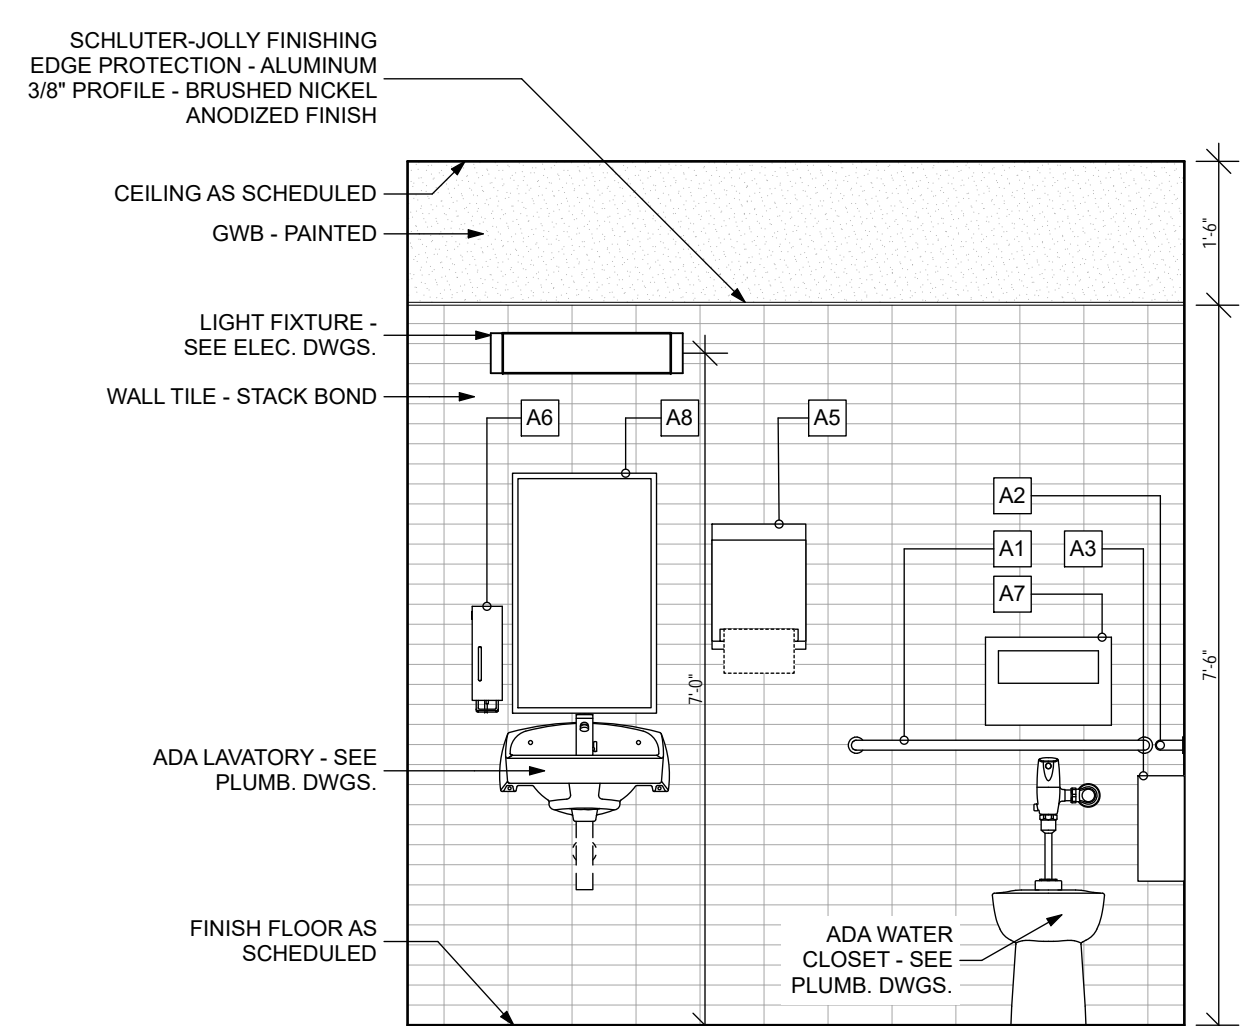 SCHLUTER-JOLLY FINISHING
EDGE PROTECTION - ALUMINUM
3/8" PROFILE - BRUSHED NICKEL
ANODIZED FINISH
CEILING AS SCHEDULED
GWB - PAINTED
1'-6"
LIGHT FIXTURE -
SEE ELEC. DWGS.
WALL TILE - STACK BOND
A6
A8
A5
A2
A1
A3
A7
7'-0"
7'-6"
ADA LAVATORY - SEE
PLUMB. DWGS.
FINISH FLOOR AS
SCHEDULED
ADA WATER
CLOSET - SEE
PLUMB. DWGS.